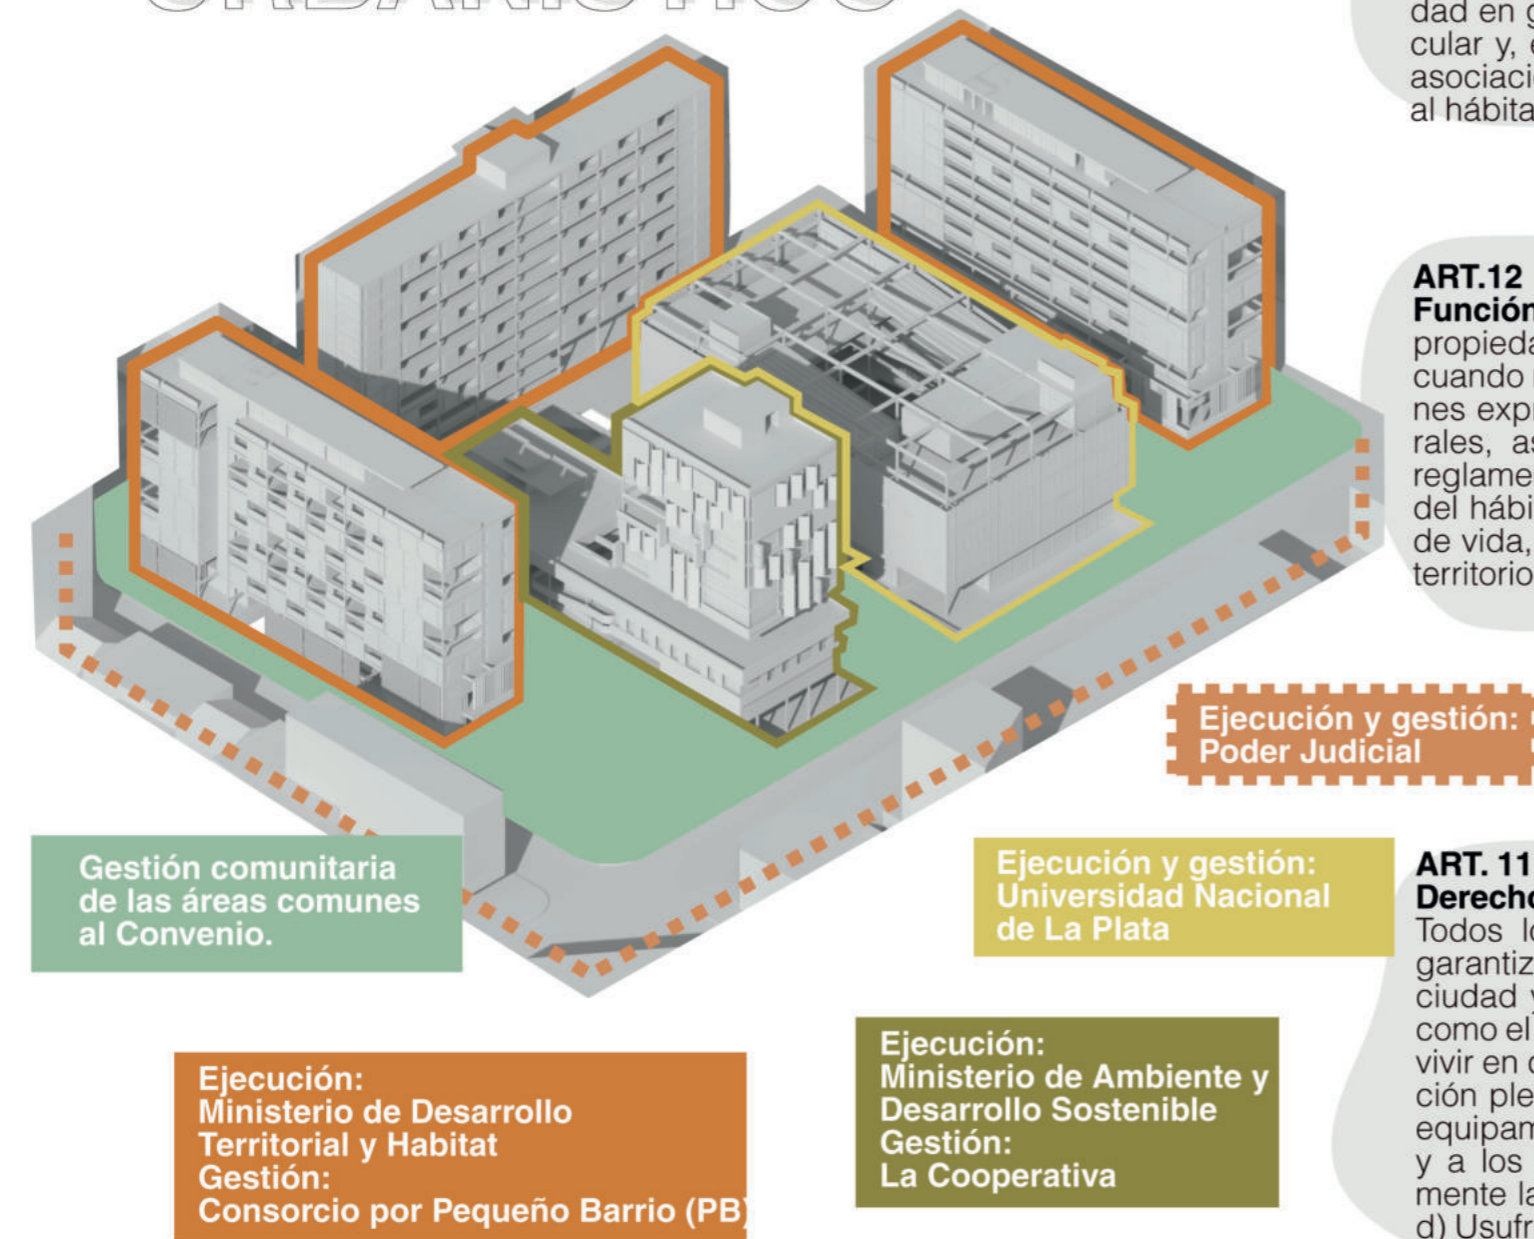 URBANÍSTICO
dad en
cular y,
al hábita
ART.12
Función
propieda
cuando
nes exp
rales, as
reglame
del hábi
de vida,
territorio
Ejecución y gestión:
Poder Judicial
Gestión comunitaria
de las áreas comunes
al Convenio.
Ejecución y gestión:
Universidad Nacional
de La Plata
ART. 11
Derecho
Todos lo
garantiz
ciudad y
como el
vivir en
ción ple
equipam
y a los
mente la
d) Usufr
Ejecución:
Ministerio de Desarrollo
Territorial y Habitat
Gestión:
Consorcio por Pequeño Barrio (PB)
Ejecución:
Ministerio de Ambiente y
Desarrollo Sostenible
Gestión:
La Cooperativa